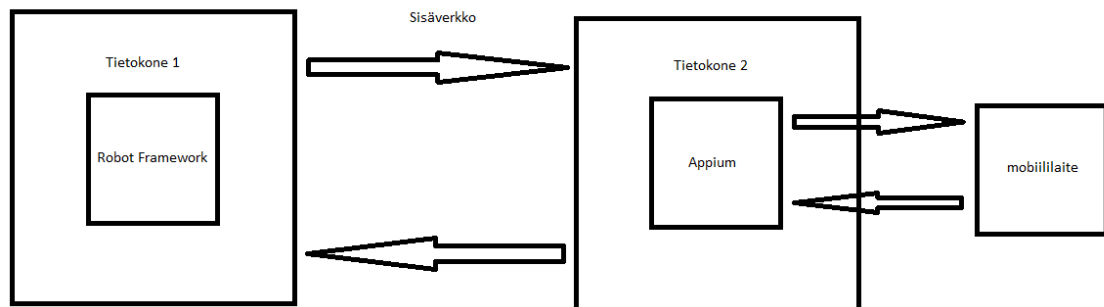 Sisäverkko
Tietokone 1
Tietokone 2
Robot Framework
Appium
mobiililaite